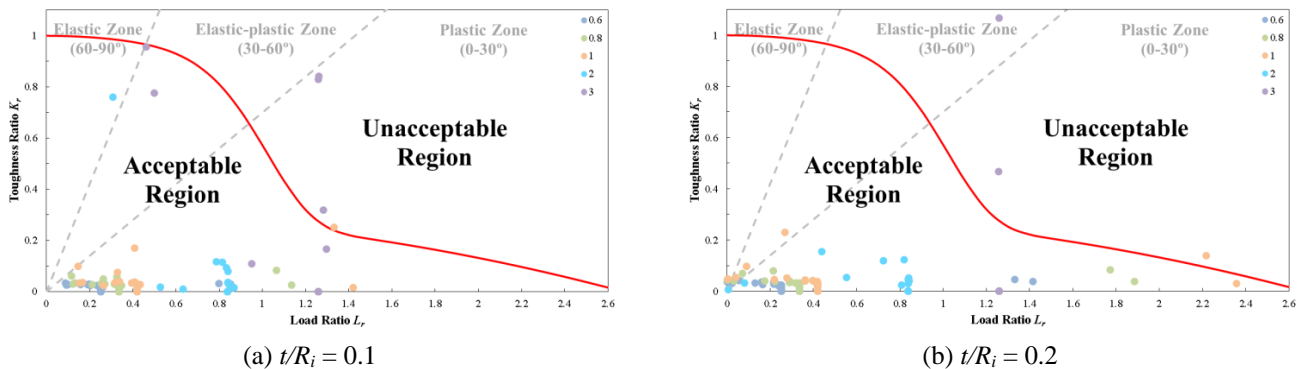 Elastic Zone
(60-90°)
Elastic-plastic Zone
(30-60°)
Plastic Zone
(0-30°)
0.6
0.8
1
2
3
Unacceptable
Region
Acceptable
Region
Toughness Ratio Kr
1
0.8
0.6
0.4
0.2
0
0 0.2 0.4 0.6 0.8 1 1.2 1.4 1.6 1.8 2 2.2 2.4 2.6
Load Ratio Lr
(a) t/Ri = 0.1
Elastic Zone
(60-90°)
Elastic-plastic Zone
(30-60°)
Plastic Zone
(0-30°)
0.6
0.8
1
2
3
Unacceptable
Region
Acceptable
Region
Toughness Ratio Kr
1
0.8
0.6
0.4
0.2
0
0 0.2 0.4 0.6 0.8 1 1.2 1.4 1.6 1.8 2 2.2 2.4 2.6
Load Ratio Lr
(b) t/Ri = 0.2